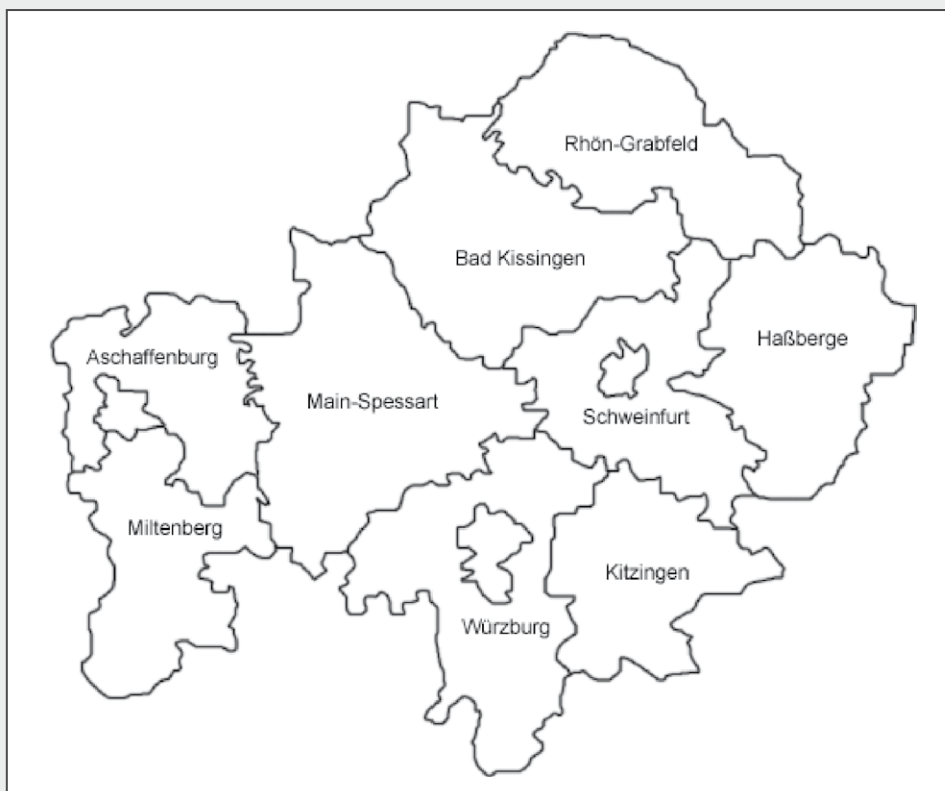 Rhön-Grabfeld
Bad Kissingen
Haßberge
Aschaffenburg
Main-Spessart
Schweinfurt
Miltenberg
Kitzingen
Würzburg